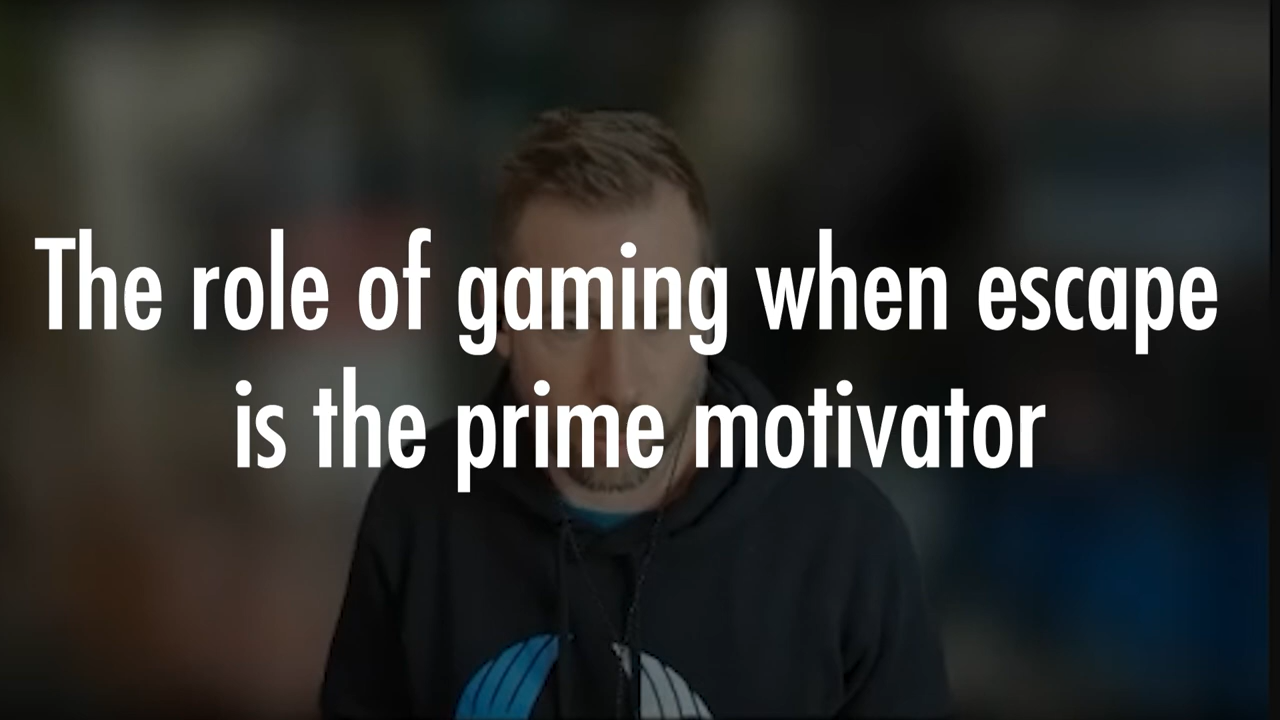 The role of gaming when escape
is the prime motivator